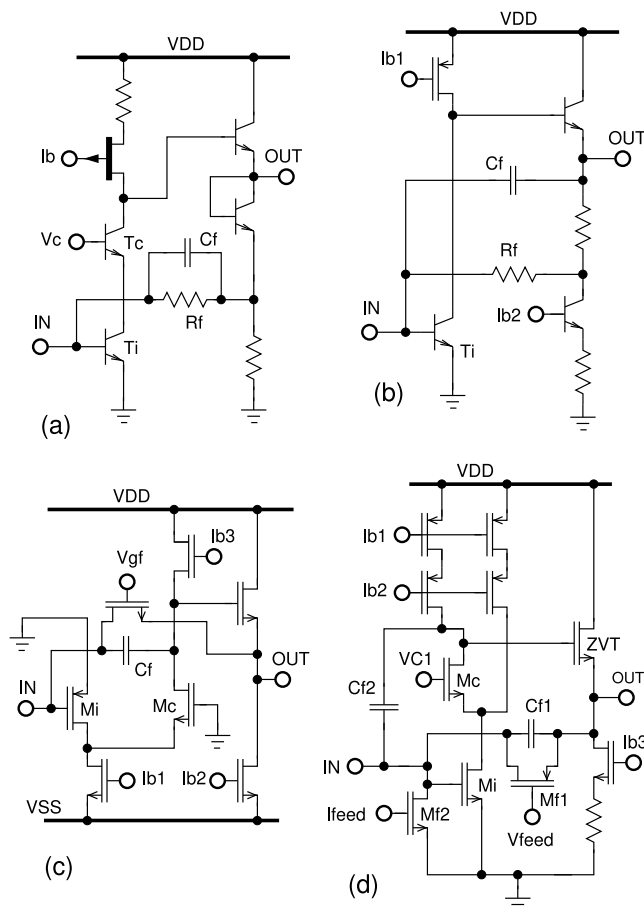 VDD
Ib
OUT
Vc
Tc
Cf
IN
Rf
Ti
(a)
VDD
Ib1
OUT
Cf
Rf
IN
Ib2
Ti
(b)
VDD
Ib3
Vgf
OUT
Cf
IN
Mi
Mc
Ib1
Ib2
VSS
(c)
VDD
Ib1
Ib2
ZVT
VC1
Mc
OUT
Cf2
Cf1
Ib3
IN
Mi
Ifeed
Mf2
Mf1
Vfeed
(d)